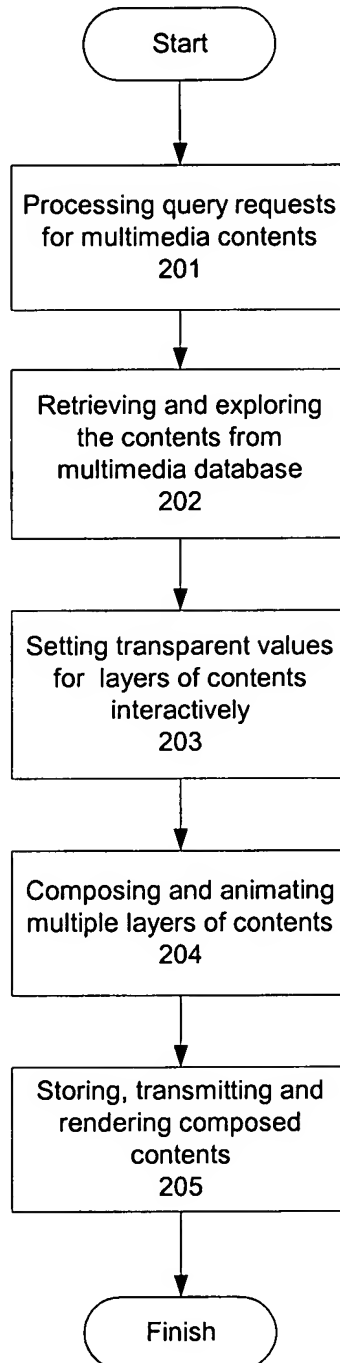 Start
Processing query requests
for multimedia contents
201
Retrieving and exploring
the contents from
multimedia database
202
Setting transparent values
for layers of contents
interactively
203
Composing and animating
multiple layers of contents
204
Storing, transmitting and
rendering composed
contents
205
Finish